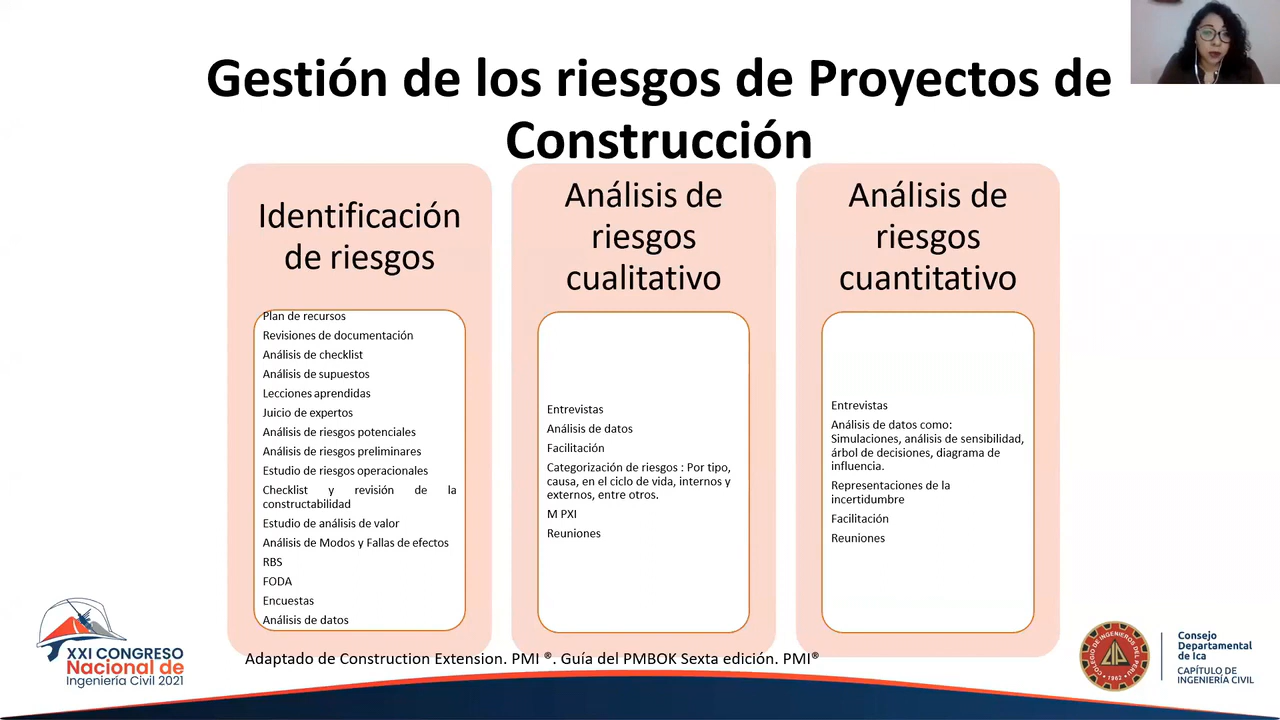 Gestión de los riesgos de Proyectos de
Construcción
Identificación
de riesgos
Plan de recursos
Revisiones de documentación
Análisis de checklist
Análisis de supuestos
Lecciones aprendidas
Juicio de expertos
Análisis de riesgos potenciales
Análisis de riesgos preliminares
Estudio de riesgos operacionales
Checklist y revisión de la
constructabilidad
Estudio de análisis de valor
Análisis de Modos y Fallas de efectos
RBS
FODA
Encuestas
Análisis de datos
Análisis de
riesgos
cualitativo
Entrevistas
Análisis de datos
Facilitación
Categorización de riesgos : Por tipo,
causa, en el ciclo de vida, internos y
externos, entre otros.
M PXI
Reuniones
Análisis de
riesgos
cuantitativo
Entrevistas
Análisis de datos como:
Simulaciones, análisis de sensibilidad,
árbol de decisiones, diagrama de
influencia.
Representaciones de la
incertidumbre
Facilitación
Reuniones
Adaptado de Construction Extension. PMI ®. Guía del PMBOK Sexta edición. PMI®
XXI CONGRESO
Nacional de
Ingeniería Civil 2021
COLEGIO DE INGENIEROS DEL PERÚ
1962
Consejo
Departamental
de Ica
CAPÍTULO DE
INGENIERÍA CIVIL